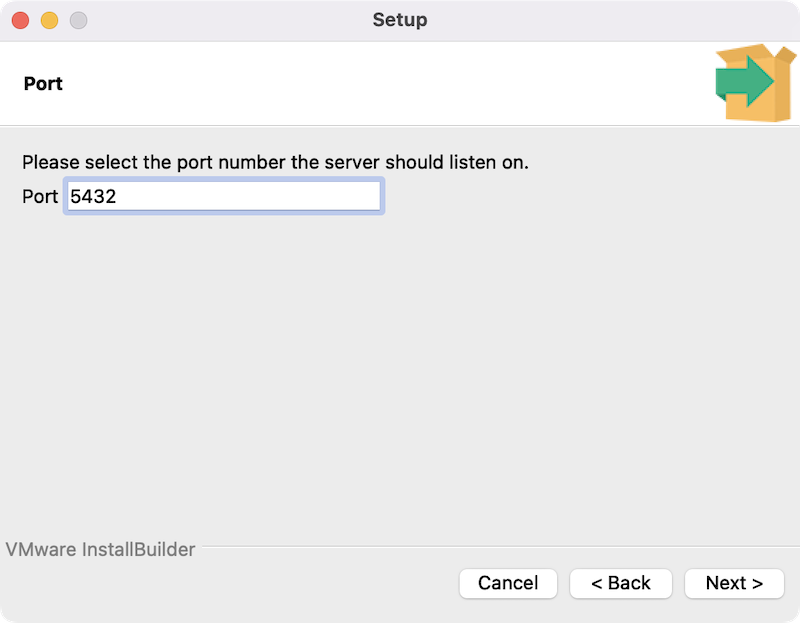 Setup
Port
Please select the port number the server should listen on.
Port 5432
VMware InstallBuilder
Cancel < Back Next >